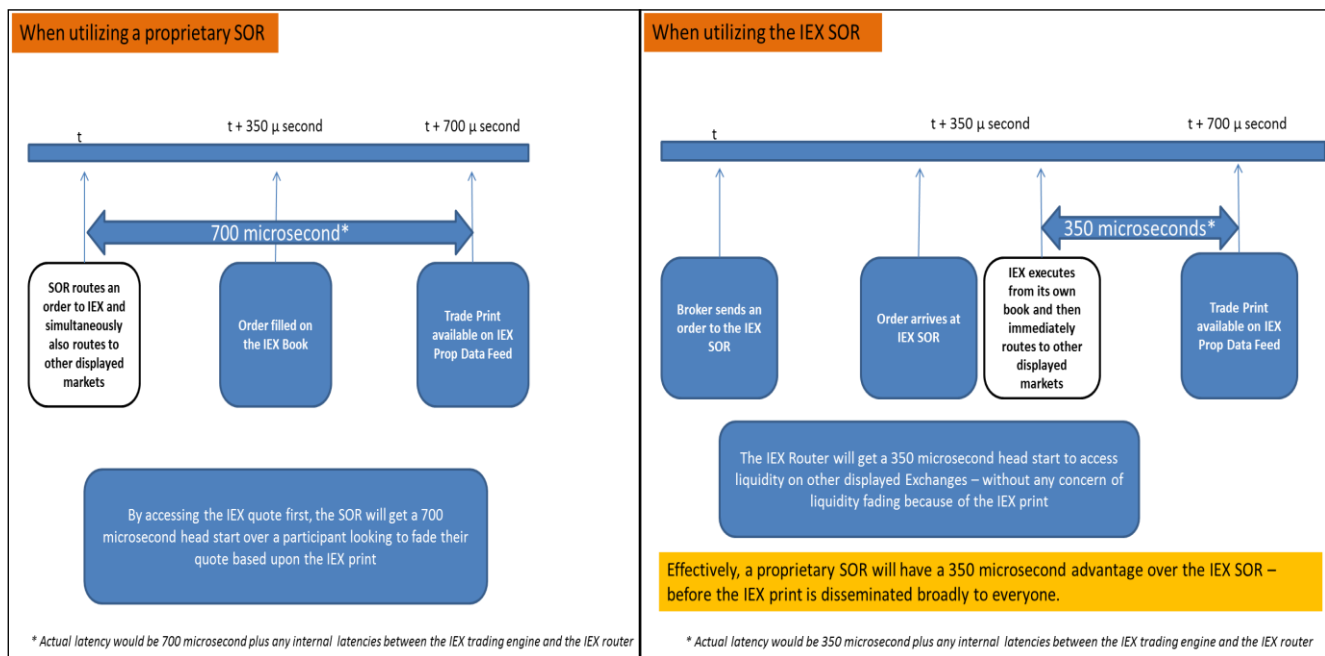 When utilizing a proprietary SOR
t
t + 350 µ second
t + 700 µ second
700 microsecond*
SOR routes an
order to IEX and
simultaneously
also routes to
other displayed
markets
Order filled on
the IEX Book
Trade Print
available on IEX
Prop Data Feed
By accessing the IEX quote first, the SOR will get a 700
microsecond head start over a participant looking to fade their
quote based upon the IEX print
* Actual latency would be 700 microsecond plus any internal latencies between the IEX trading engine and the IEX router
When utilizing the IEX SOR
t
t + 350 µ second
t + 700 µ second
350 microseconds*
Broker sends an
order to the IEX
SOR
Order arrives at
IEX SOR
IEX executes
from its own
book and then
immediately
routes to other
displayed
markets
Trade Print
available on IEX
Prop Data Feed
The IEX Router will get a 350 microsecond head start to access
liquidity on other displayed Exchanges – without any concern of
liquidity fading because of the IEX print
Effectively, a proprietary SOR will have a 350 microsecond advantage over the IEX SOR –
before the IEX print is disseminated broadly to everyone.
* Actual latency would be 350 microsecond plus any internal latencies between the IEX trading engine and the IEX router